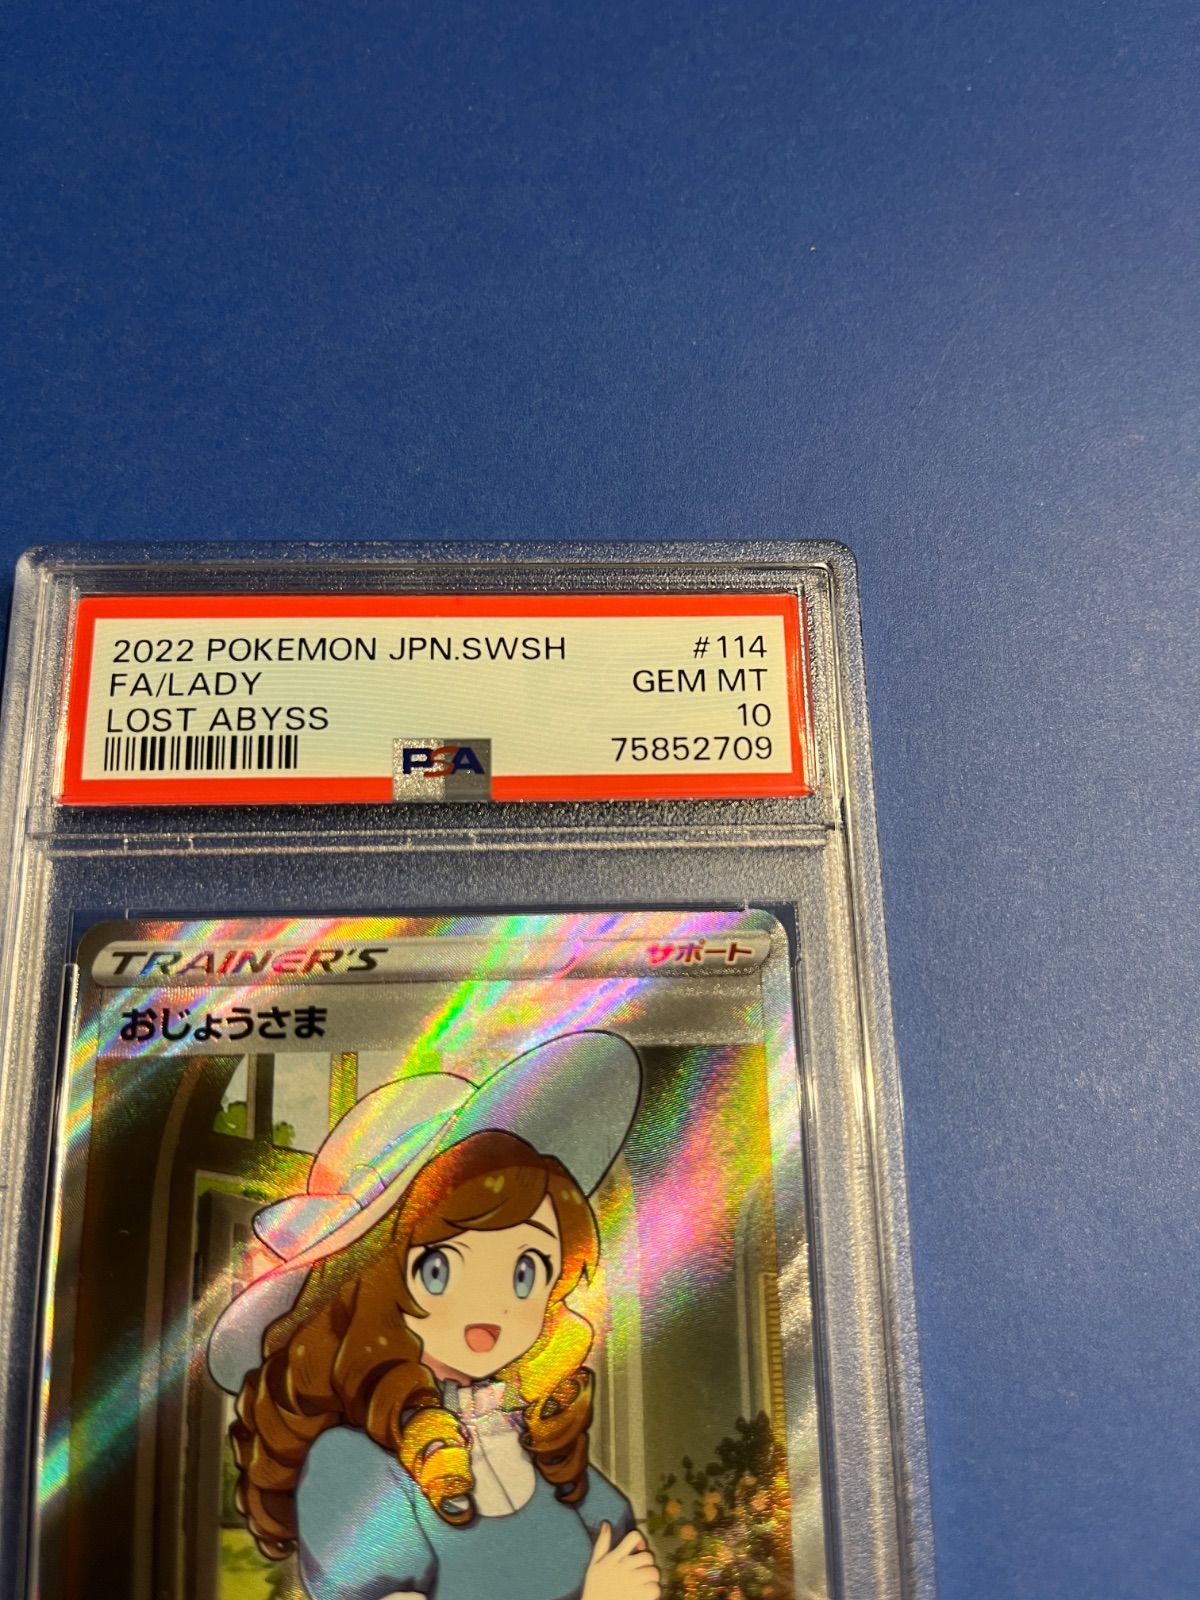 2022 POKEMON JPN.SWSH #114
FA/LADY GEM MT
LOST ABYSS 10
PSA 75852709
TRAINER'S サポート
おじょうさま